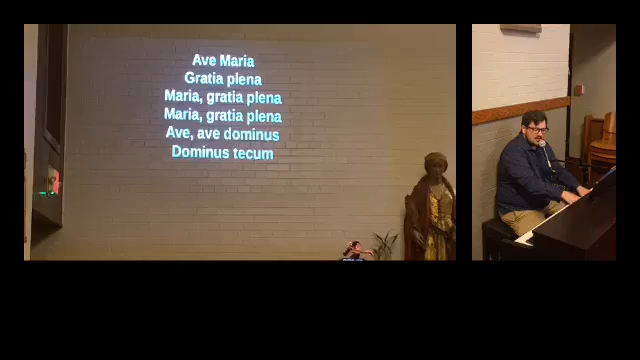 Ave Maria
Gratia plena
Maria, gratia plena
Maria, gratia plena
Ave, ave dominus
Dominus tecum